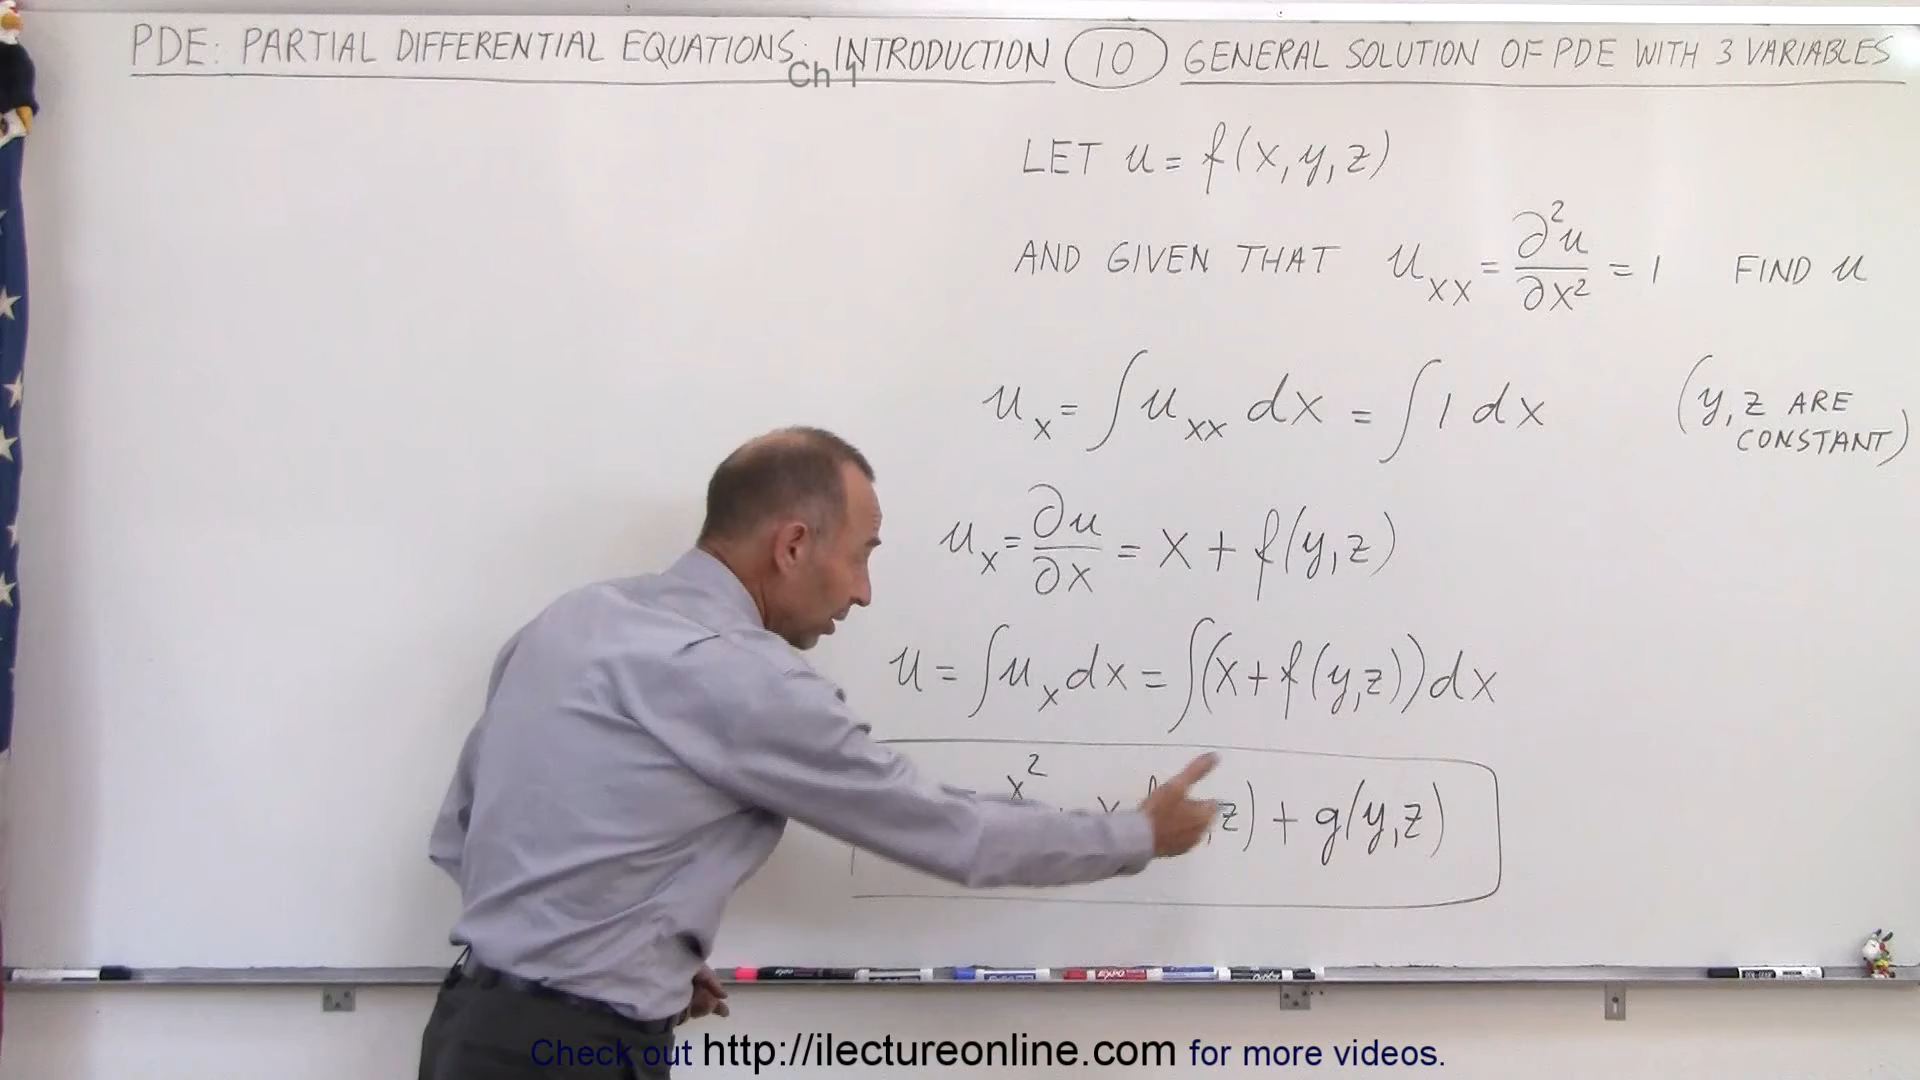 PDE: PARTIAL DIFFERENTIAL EQUATIONS: INTRODUCTION 10 GENERAL SOLUTION OF PDE WITH 3 VARIABLES
Ch 1
LET u = f(x, y, z)
AND GIVEN THAT u_xx = ∂²u/∂x² = 1 FIND u
u_x = ∫ u_xx dx = ∫ 1 dx (y, z ARE CONSTANT)
u_x = ∂u/∂x = x + f(y,z)
u = ∫ u_x dx = ∫ (x + f(y,z)) dx
x² z) + g(y,z)
EXPO
Check out http://ilectureonline.com for more videos.